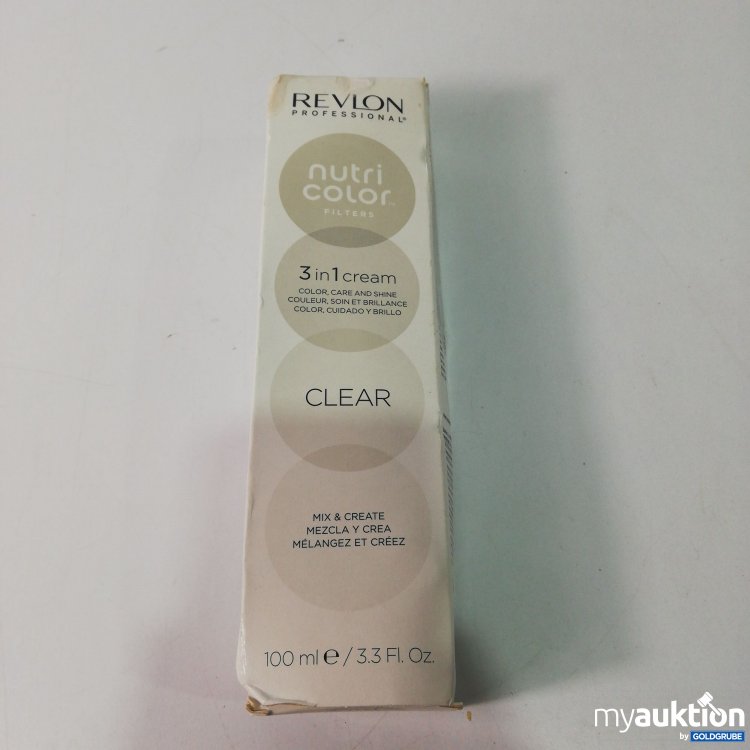 REVLON
PROFESSIONAL®
nutri
color™
FILTERS
3 in 1 cream
COLOR, CARE AND SHINE
COULEUR, SOIN ET BRILLANCE
COLOR, CUIDADO Y BRILLO
CLEAR
MIX & CREATE
MEZCLA Y CREA
MÉLANGEZ ET CRÉEZ
100 ml ℮ / 3.3 Fl. Oz.
myauktion
by GOLDGRUBE